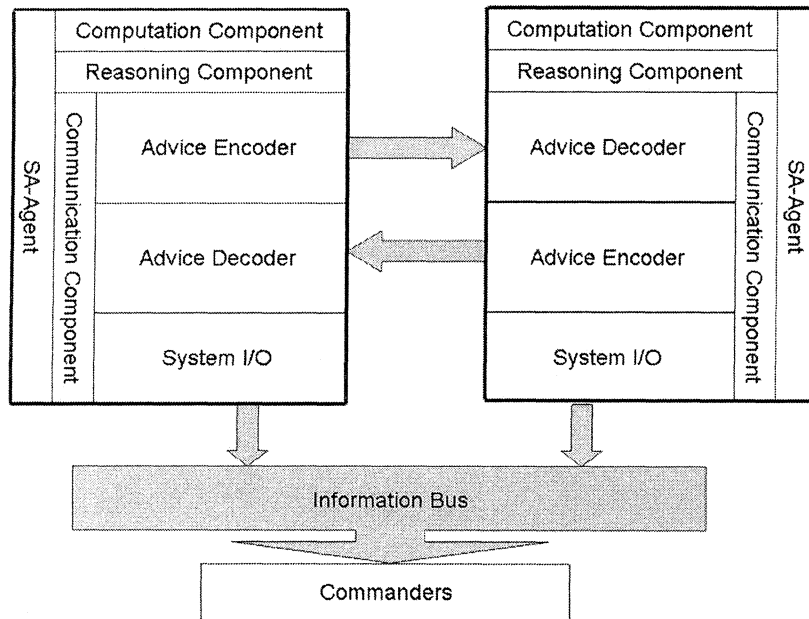 SA-Agent
Computation Component
Reasoning Component
Communication Component
Advice Encoder
Advice Decoder
System I/O
Computation Component
Reasoning Component
Advice Decoder
Advice Encoder
System I/O
Communication Component
SA-Agent
Information Bus
Commanders